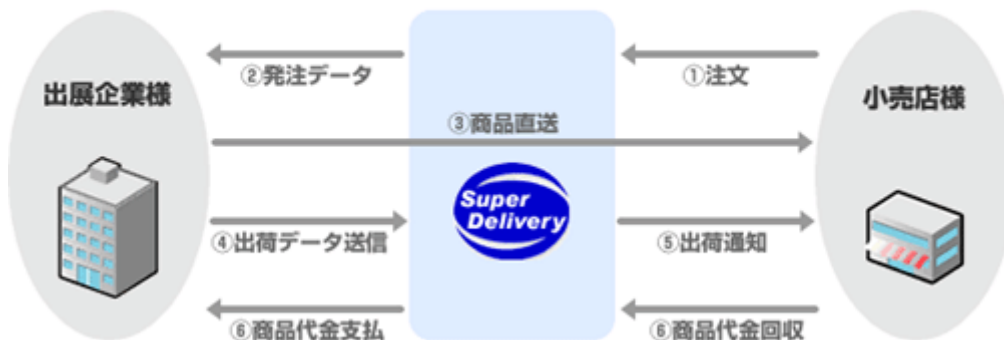 ②発注データ
①注文
出展企業様
小売店様
③商品直送
Super
Delivery
④出荷データ送信
⑤出荷通知
⑥商品代金支払
⑥商品代金回収